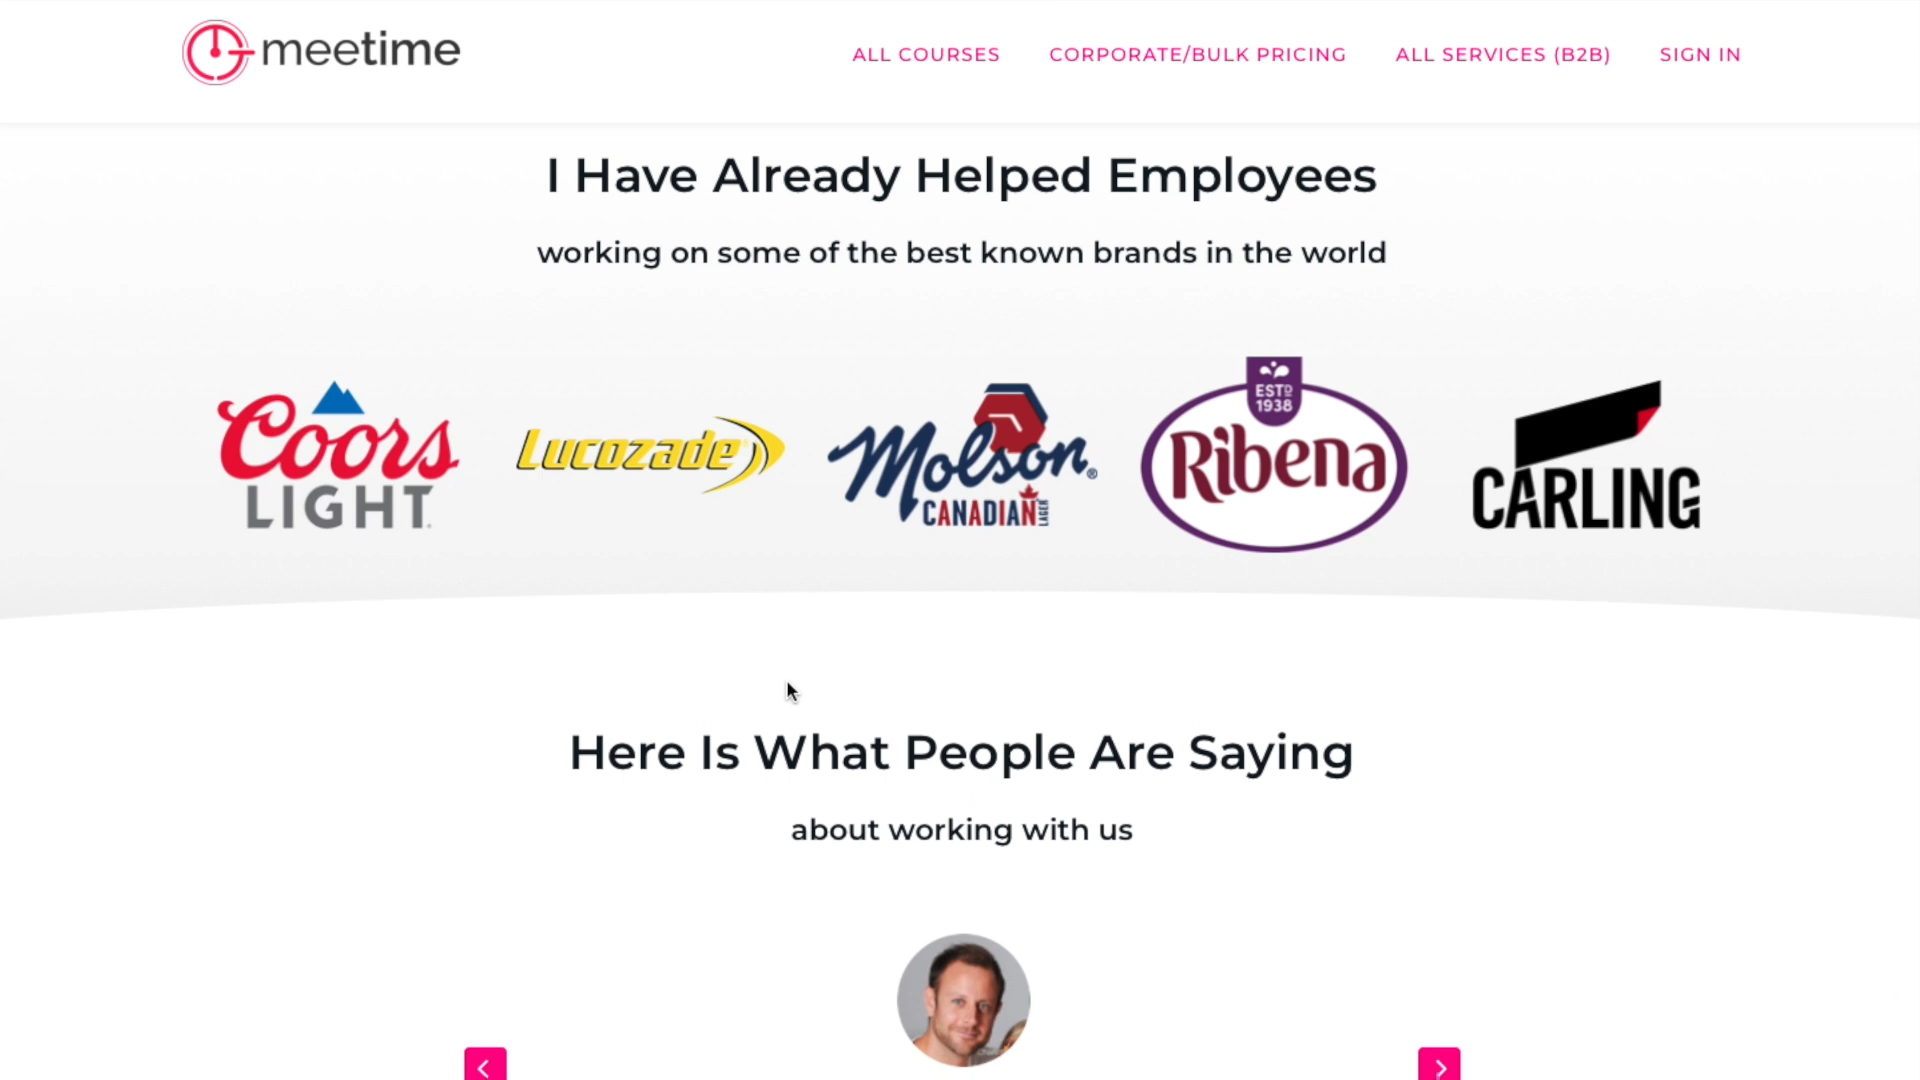 meetime
ALL COURSES
CORPORATE/BULK PRICING
ALL SERVICES (B2B)
SIGN IN
I Have Already Helped Employees
working on some of the best known brands in the world
Coors
LIGHT
Lucozade
Molson®
CANADIAN
LAGER
ESTD
1938
Ribena
CARLING
Here Is What People Are Saying
about working with us